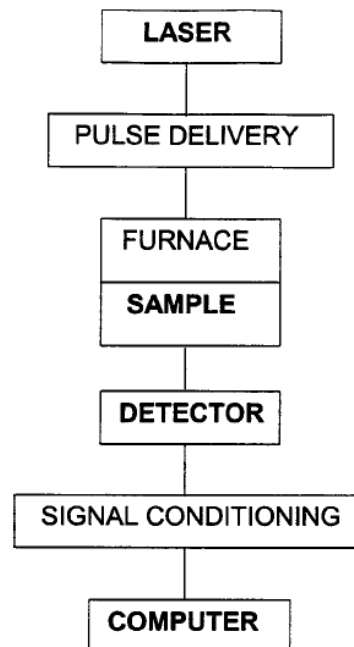 LASER
PULSE DELIVERY
FURNACE
SAMPLE
DETECTOR
SIGNAL CONDITIONING
COMPUTER